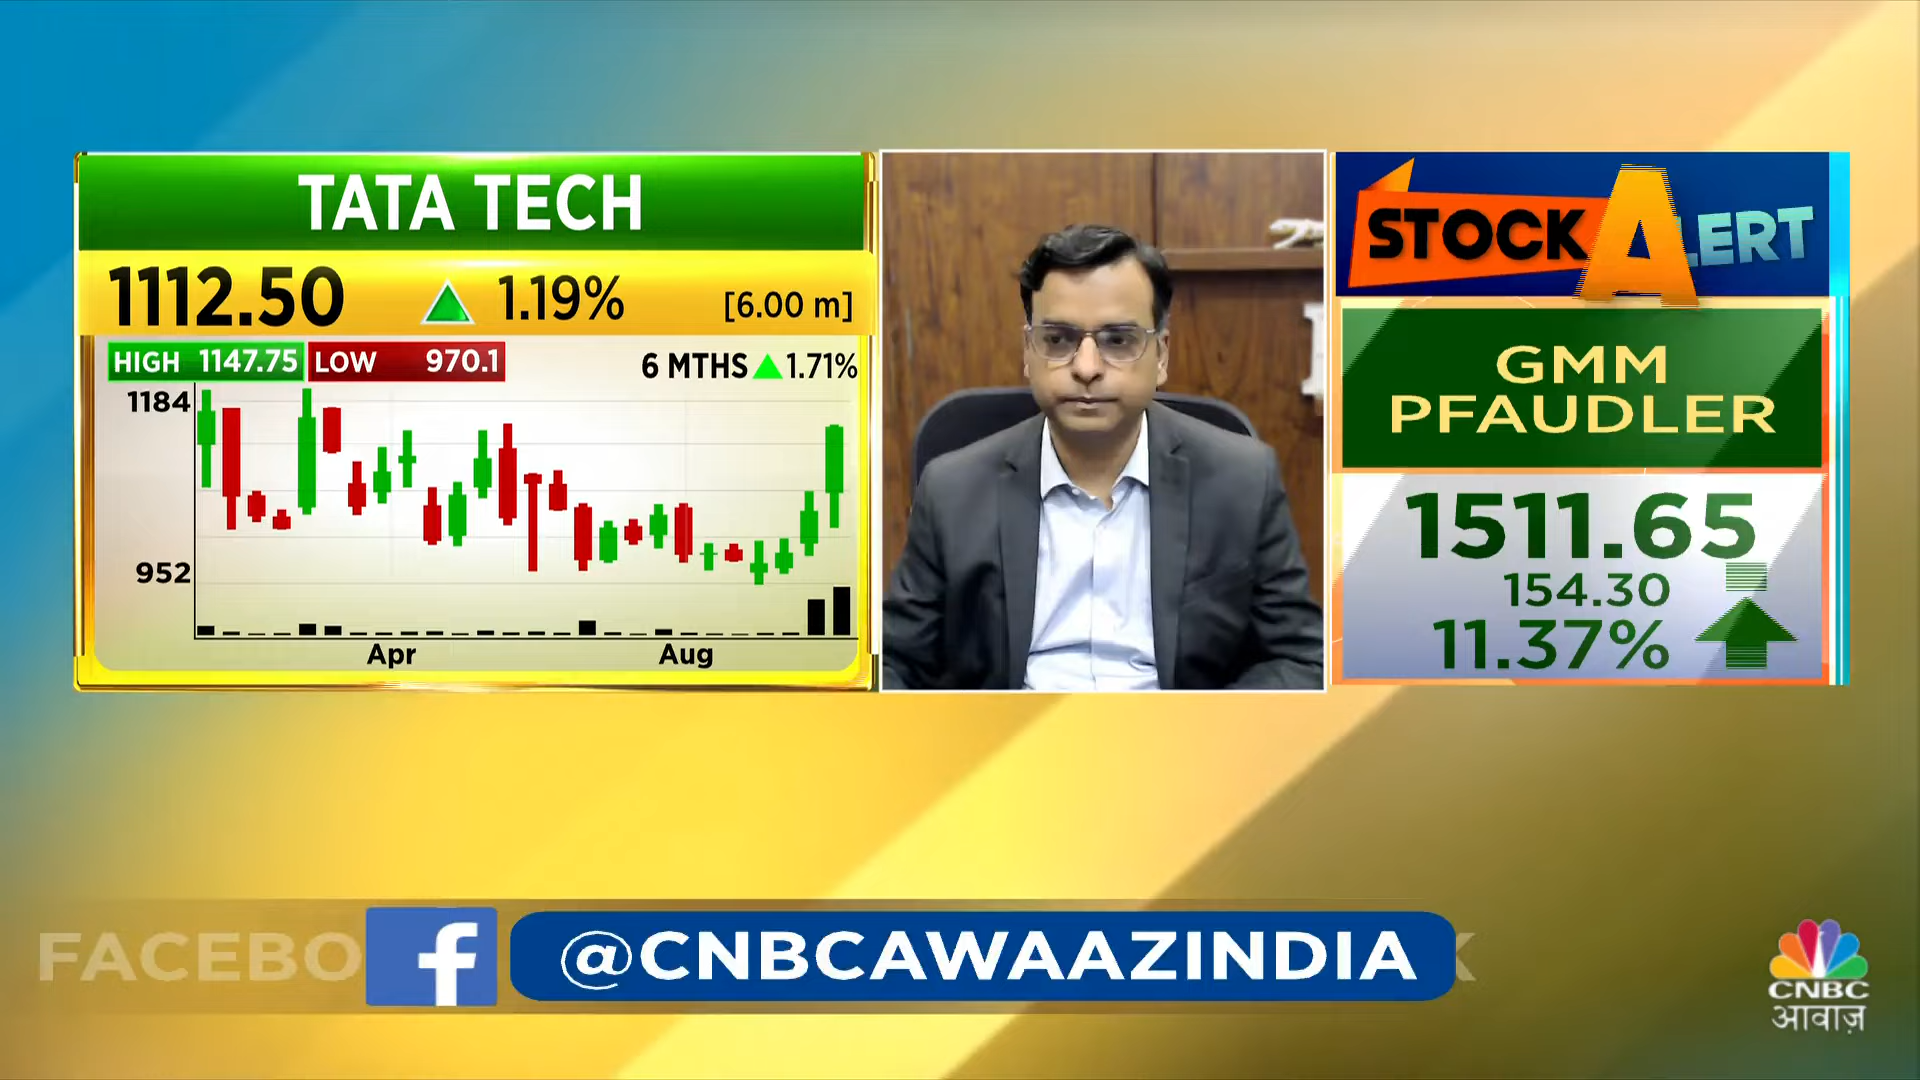 TATA TECH
1112.50 1.19% [6.00 m]
HIGH 1147.75 LOW 970.1 6 MTHS 1.71%
1184
952
Apr Aug
STOCK ALERT
GMM
PFAUDLER
1511.65
154.30
11.37%
FACEBO f @CNBCAWAAZINDIA K
CNBC
आवाज़